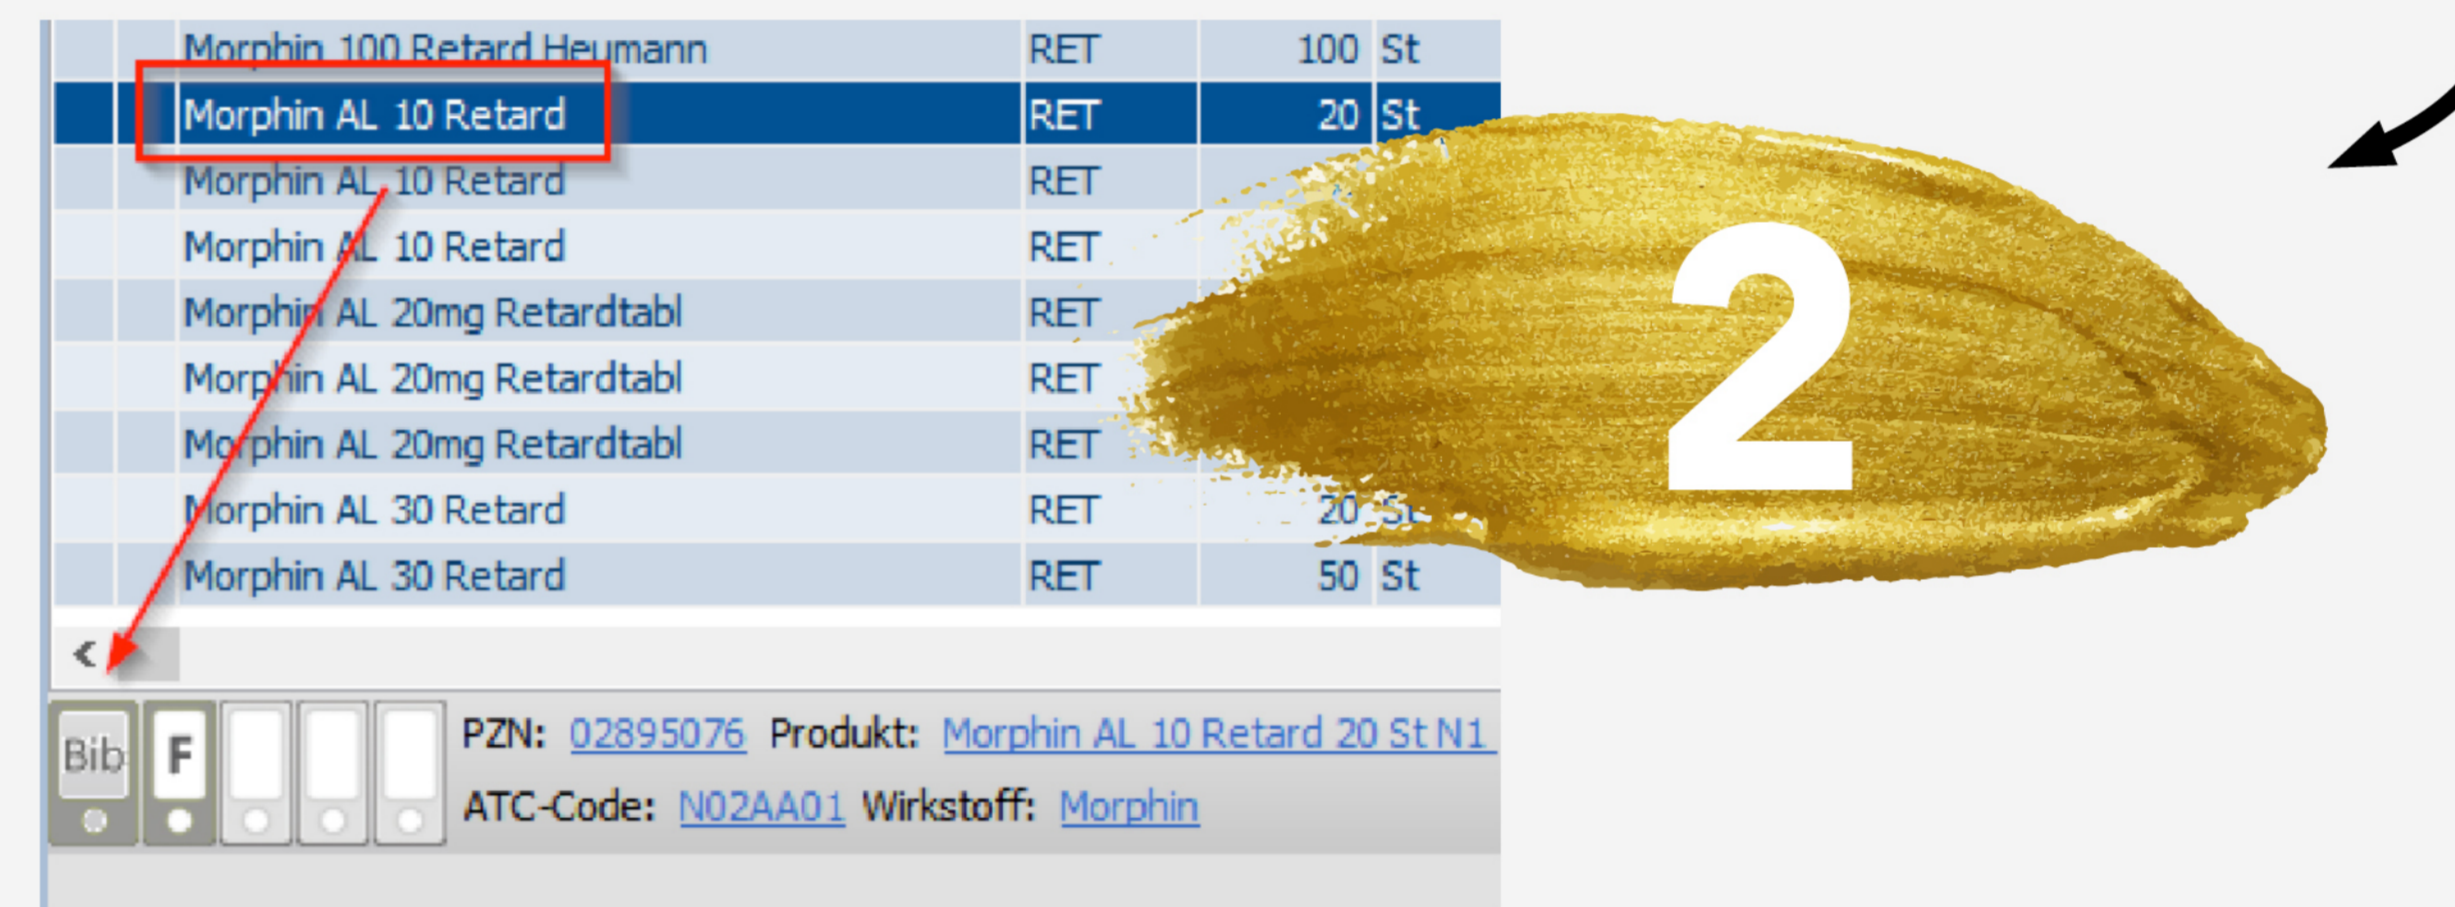 Morphin 100 Retard Heumann RET 100 St
Morphin AL 10 Retard RET 20 St
Morphin AL 10 Retard RET
Morphin AL 10 Retard RET
Morphin AL 20mg Retardtabl RET
Morphin AL 20mg Retardtabl RET
Morphin AL 20mg Retardtabl RET
Morphin AL 30 Retard RET 20 St
Morphin AL 30 Retard RET 50 St
2
<
Bib F
PZN: 02895076 Produkt: Morphin AL 10 Retard 20 St N1
ATC-Code: N02AA01 Wirkstoff: Morphin